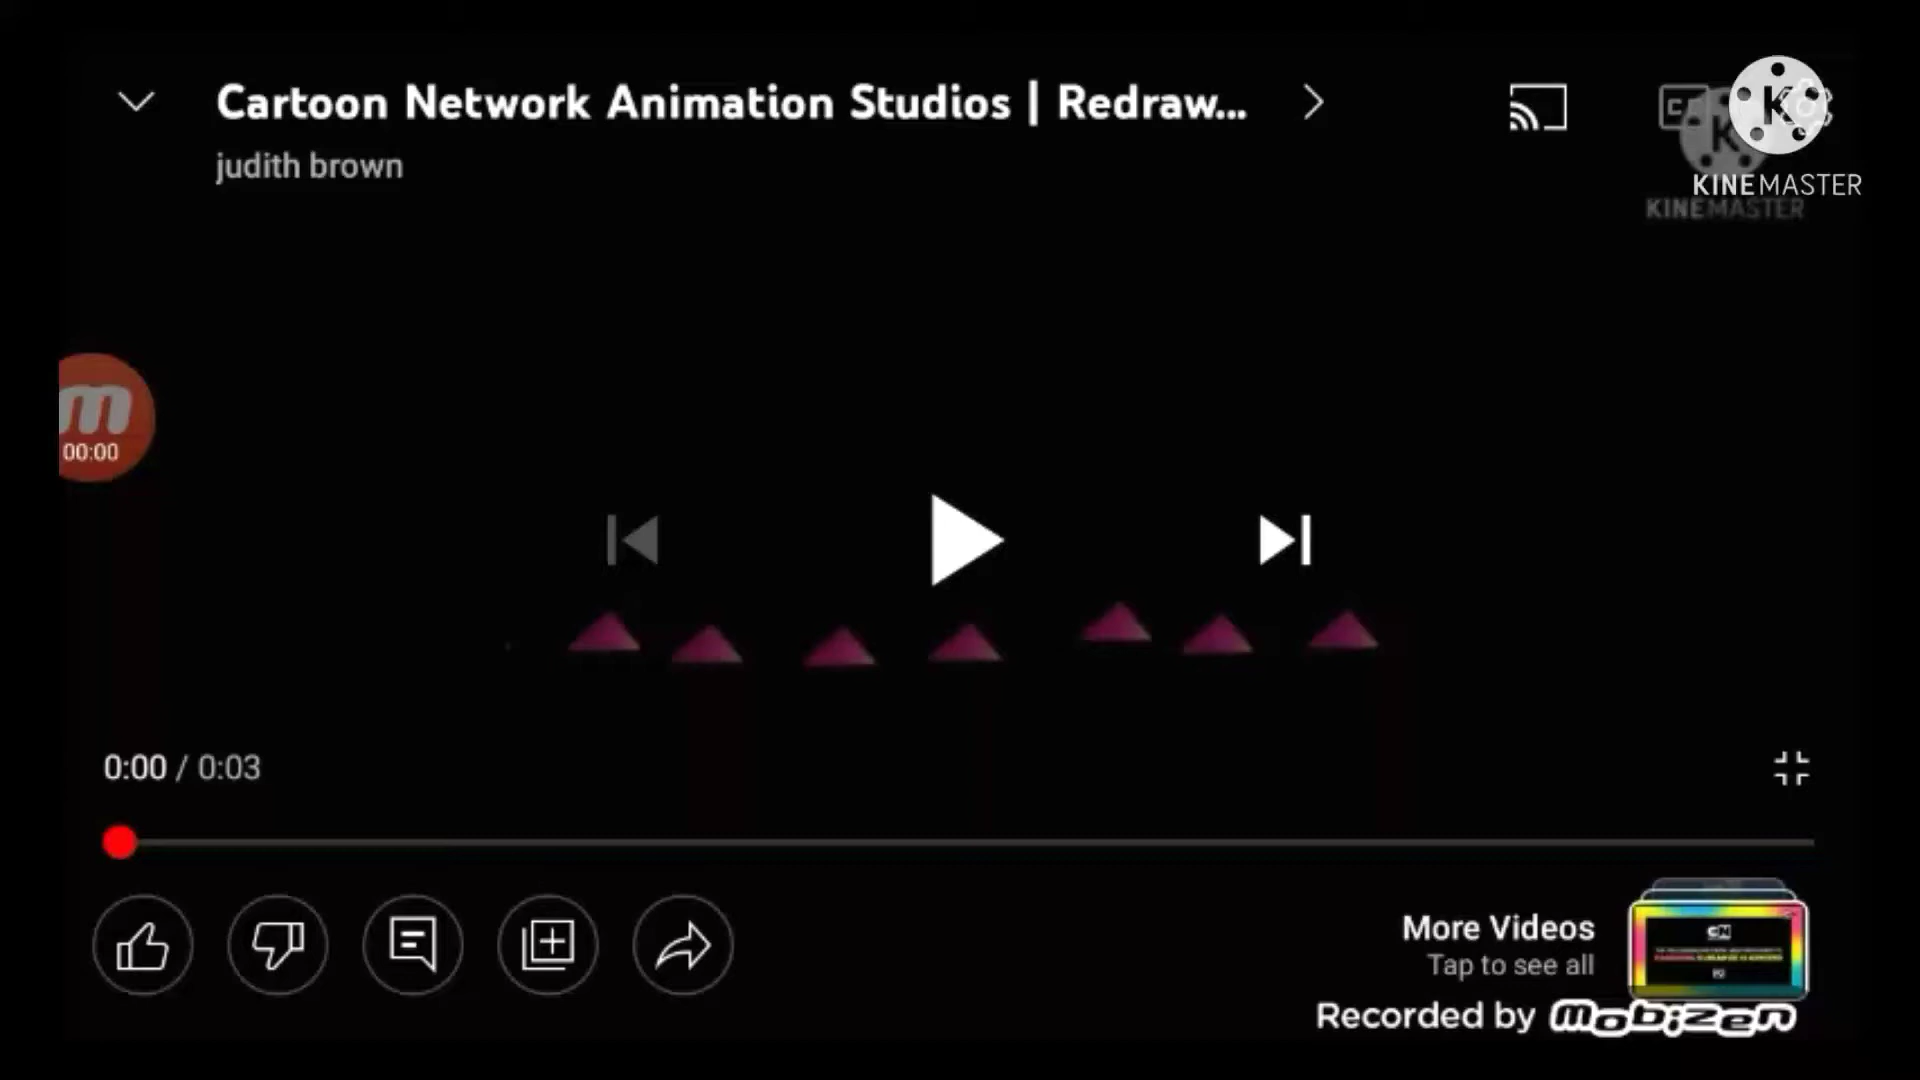 Cartoon Network Animation Studios | Redraw...
judith brown
K
KINEMASTER
K
KINEMASTER
m
00:00
0:00 / 0:03
More Videos
Tap to see all
CN
Recorded by mobizen